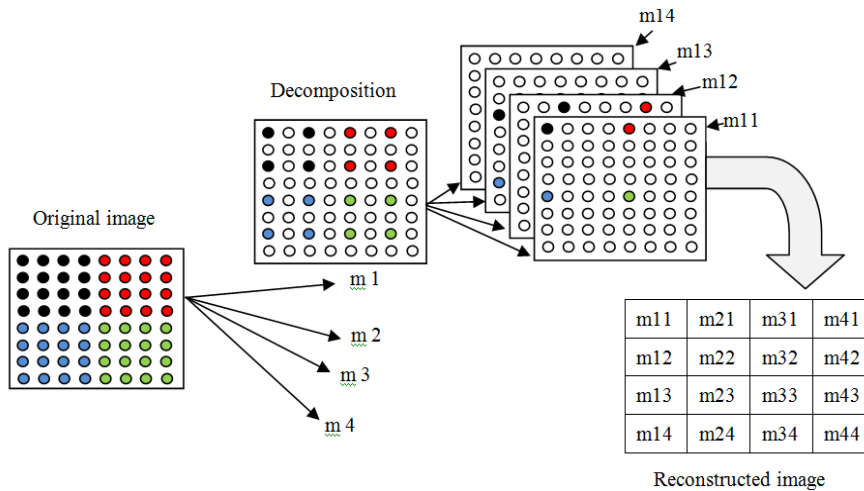 m14
m13
Decomposition
m12
m11
Original image
m 1
m 2
m 3
m 4
m11 m21 m31 m41
m12 m22 m32 m42
m13 m23 m33 m43
m14 m24 m34 m44
Reconstructed image